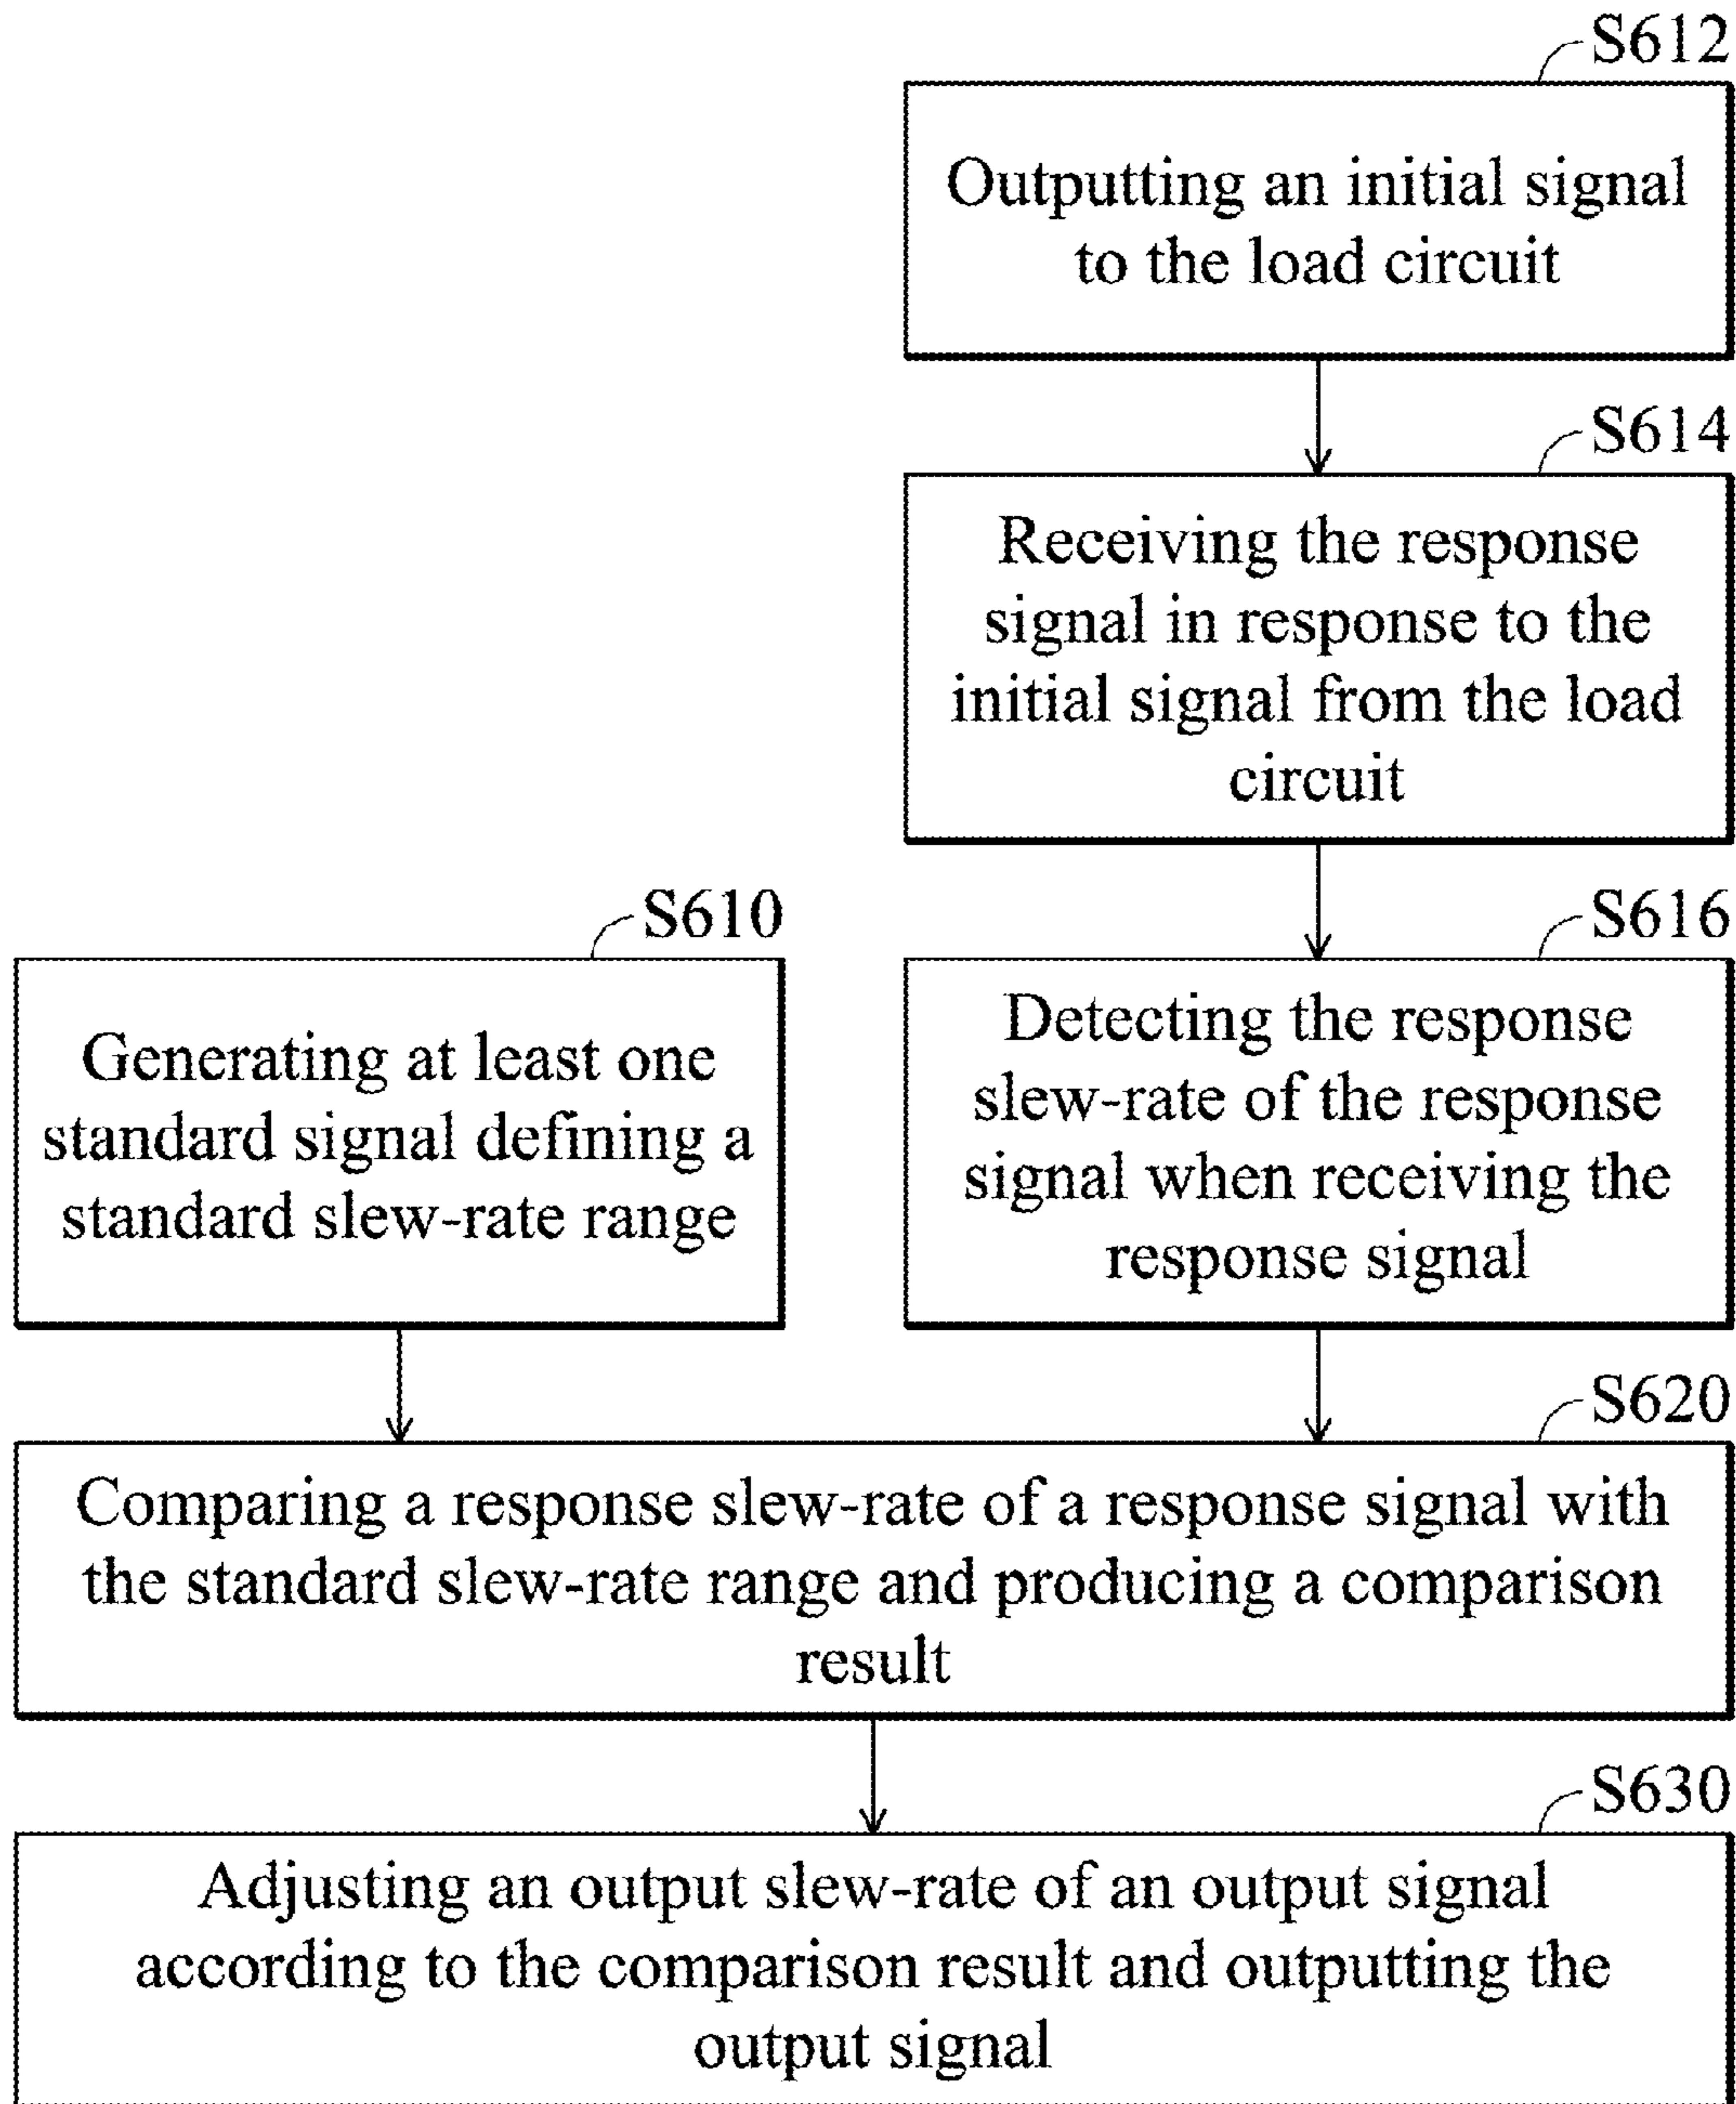 S612
Outputting an initial signal
to the load circuit
S614
Receiving the response
signal in response to the
initial signal from the load
circuit
S610
Generating at least one
standard signal defining a
standard slew-rate range
S616
Detecting the response
slew-rate of the response
signal when receiving the
response signal
S620
Comparing a response slew-rate of a response signal with
the standard slew-rate range and producing a comparison
result
S630
Adjusting an output slew-rate of an output signal
according to the comparison result and outputting the
output signal